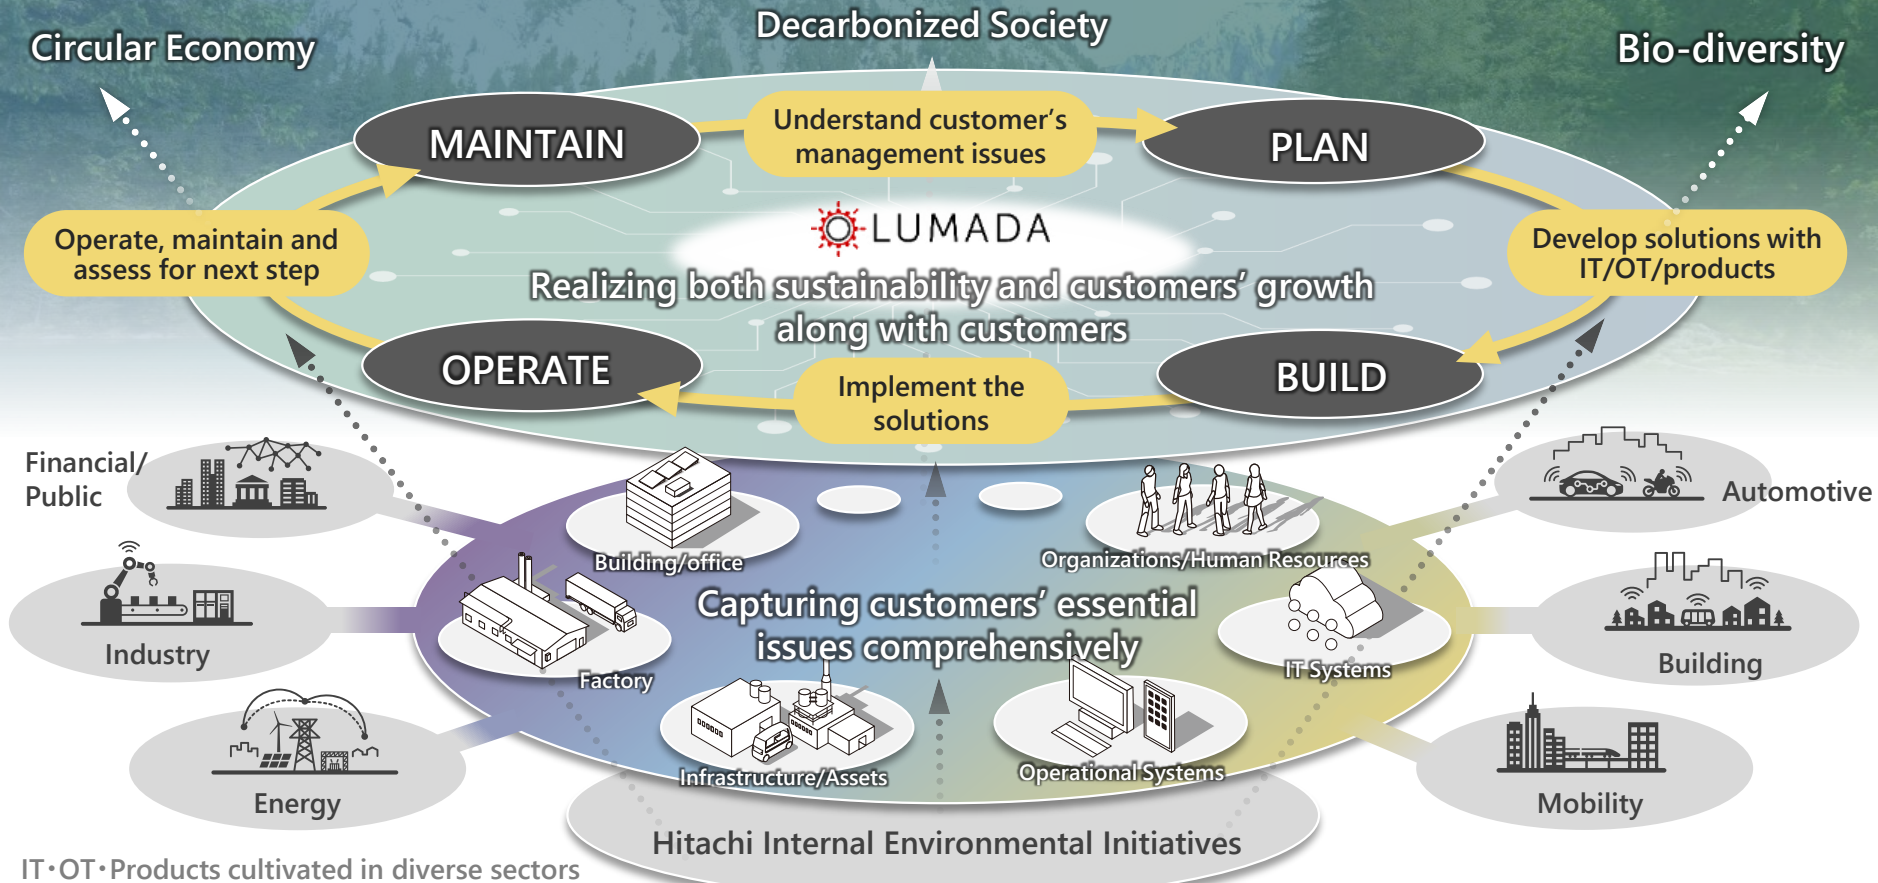 Decarbonized Society
Circular Economy
Bio-diversity
MAINTAIN
Understand customer’s
management issues
PLAN
LUMADA
Operate, maintain and
assess for next step
Develop solutions with
IT/OT/products
Realizing both sustainability and customers’ growth
along with customers
OPERATE
Implement the
solutions
BUILD
Financial/
Public
Automotive
Building/office
Organizations/Human Resources
Capturing customers’ essential
issues comprehensively
Industry
Factory
IT Systems
Building
Infrastructure/Assets
Operational Systems
Energy
Mobility
Hitachi Internal Environmental Initiatives
IT・OT・Products cultivated in diverse sectors